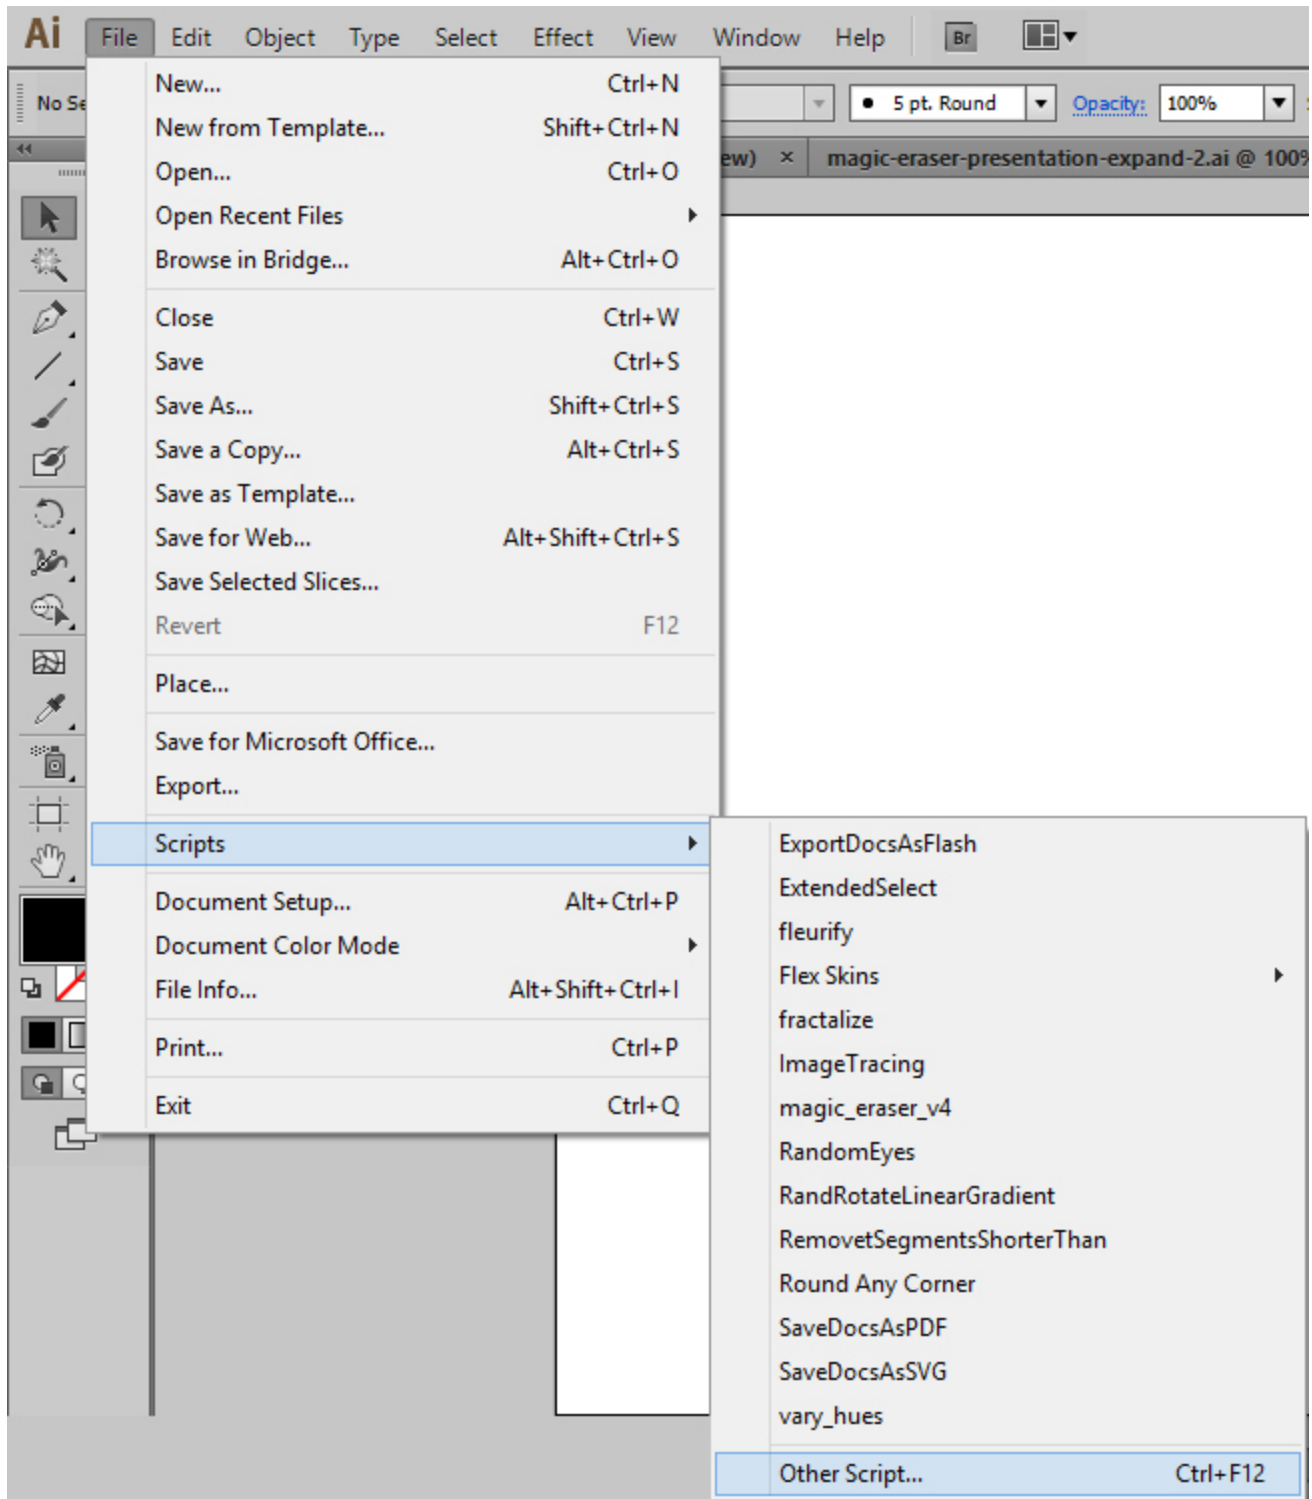 Ai File Edit Object Type Select Effect View Window Help Br
No Se 5 pt. Round Opacity: 100%
ew) × magic-eraser-presentation-expand-2.ai @ 100%
New... Ctrl+N
New from Template... Shift+Ctrl+N
Open... Ctrl+O
Open Recent Files
Browse in Bridge... Alt+Ctrl+O
Close Ctrl+W
Save Ctrl+S
Save As... Shift+Ctrl+S
Save a Copy... Alt+Ctrl+S
Save as Template...
Save for Web... Alt+Shift+Ctrl+S
Save Selected Slices...
Revert F12
Place...
Save for Microsoft Office...
Export...
Scripts
Document Setup... Alt+Ctrl+P
Document Color Mode
File Info... Alt+Shift+Ctrl+I
Print... Ctrl+P
Exit Ctrl+Q
ExportDocsAsFlash
ExtendedSelect
fleurify
Flex Skins
fractalize
ImageTracing
magic_eraser_v4
RandomEyes
RandRotateLinearGradient
RemovetSegmentsShorterThan
Round Any Corner
SaveDocsAsPDF
SaveDocsAsSVG
vary_hues
Other Script... Ctrl+F12